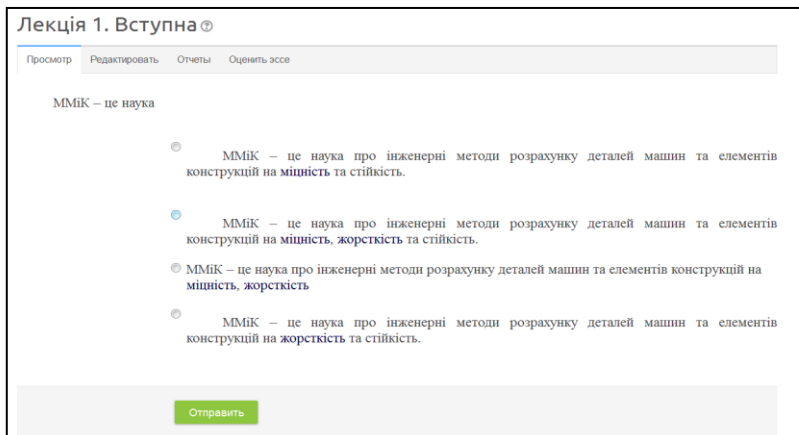 Лекція 1. Вступна
Просмотр Редактировать Отчеты Оценить эссе
ММіК – це наука
ММіК – це наука про інженерні методи розрахунку деталей машин та елементів
конструкцій на міцність та стійкість.
ММіК – це наука про інженерні методи розрахунку деталей машин та елементів
конструкцій на міцність, жорсткість та стійкість.
ММіК – це наука про інженерні методи розрахунку деталей машин та елементів конструкцій на
міцність, жорсткість
ММіК – це наука про інженерні методи розрахунку деталей машин та елементів
конструкцій на жорсткість та стійкість.
Отправить